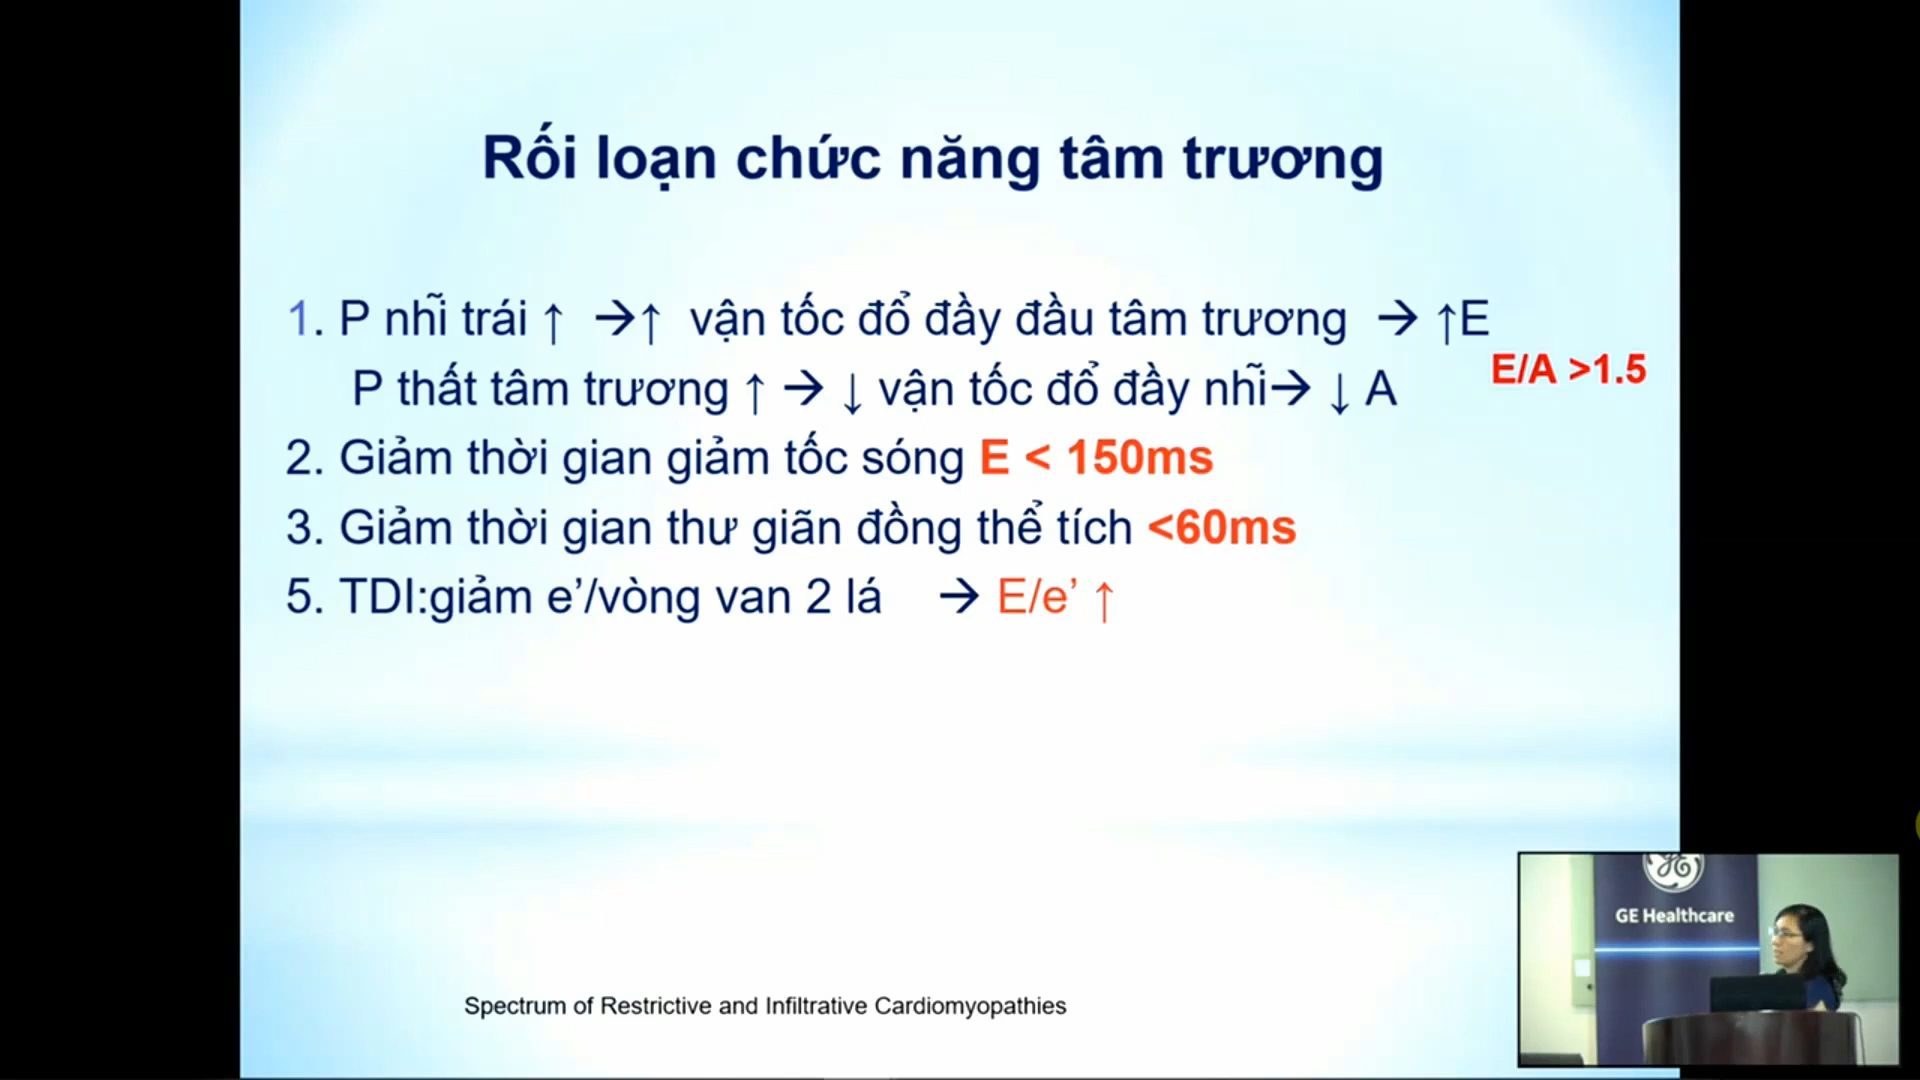 Rối loạn chức năng tâm trương
1. P nhĩ trái ↑ →↑ vận tốc đổ đầy đầu tâm trương → ↑E
E/A >1.5
P thất tâm trương ↑ → ↓ vận tốc đổ đầy nhĩ→ ↓ A
2. Giảm thời gian giảm tốc sóng E < 150ms
3. Giảm thời gian thư giãn đồng thể tích <60ms
5. TDI:giảm e’/vòng van 2 lá → E/e’ ↑
Spectrum of Restrictive and Infiltrative Cardiomyopathies
GE
GE Healthcare